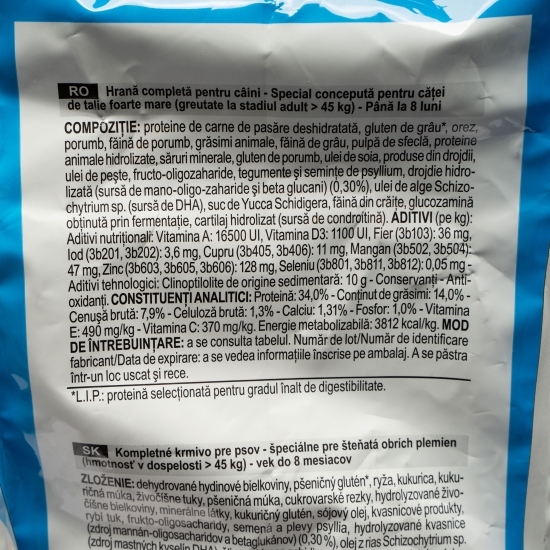 RO Hrană completă pentru câini - Special concepută pentru căței
de talie foarte mare (greutate la stadiul adult > 45 kg) - Până la 8 luni
COMPOZIȚIE: proteine de carne de pasăre deshidratată, gluten de grâu*, orez,
porumb, făină de porumb, grăsimi animale, făină de grâu, pulpă de sfeclă, proteine
animale hidrolizate, săruri minerale, gluten de porumb, ulei de soia, produse din drojdii,
ulei de pește, fructo-oligozaharide, tegumente și semințe de psyllium, drojdie hidro-
lizată (sursă de mano-oligo-zaharide și beta glucani) (0,30%), ulei de alge Schizo-
chytrium sp. (sursă de DHA), suc de Yucca Schidigera, făină din crăițe, glucozamină
obținută prin fermentație, cartilaj hidrolizat (sursă de condroitină). ADITIVI (pe kg):
Aditivi nutriționali: Vitamina A: 16500 UI, Vitamina D3: 1100 UI, Fier (3b103): 36 mg,
Iod (3b201, 3b202): 3,6 mg, Cupru (3b405, 3b406): 11 mg, Mangan (3b502, 3b504):
47 mg, Zinc (3b603, 3b605, 3b606): 128 mg, Seleniu (3b801, 3b811, 3b812): 0,05 mg -
Aditivi tehnologici: Clinoptilolite de origine sedimentară: 10 g - Conservanți - Anti-
oxidanți. CONSTITUENȚI ANALITICI: Proteină: 34,0% - Conținut de grăsimi: 14,0% -
Cenușă brută: 7,9% - Celuloză brută: 1,3% - Calciu: 1,31% - Fosfor: 1,0% - Vitamina
E: 490 mg/kg - Vitamina C: 370 mg/kg. Energie metabolizabilă: 3812 kcal/kg. MOD
DE ÎNTREBUINȚARE: a se consulta tabelul. Număr de lot/Număr de identificare
fabricant/Data de expirare: a se vedea informațiile înscrise pe ambalaj. A se păstra
într-un loc uscat și rece.
*L.I.P.: proteină selecționată pentru gradul înalt de digestibilitate.
SK Kompletné krmivo pre psov - špeciálne pre šteňatá obrích plemien
(hmotnosť v dospelosti > 45 kg) - vek do 8 mesiacov
ZLOŽENIE: dehydrované hydinové bielkoviny, pšeničný glutén*, ryža, kukurica, kuku-
ričná múka, živočíšne tuky, pšeničná múka, cukrovarské rezky, hydrolyzované živo-
číšne bielkoviny, minerálne látky, kukuričný glutén, sójový olej, kvasnicové produkty,
rybí tuk, frukto-oligosacharidy, semená a plevy psyllia, hydrolyzované kvasnice
(zdroj mannán-oligosacharidov a betaglukánov) (0,30 %), olej z rias Schizochytrium sp.
(zdroj mastných kyselín DHA)